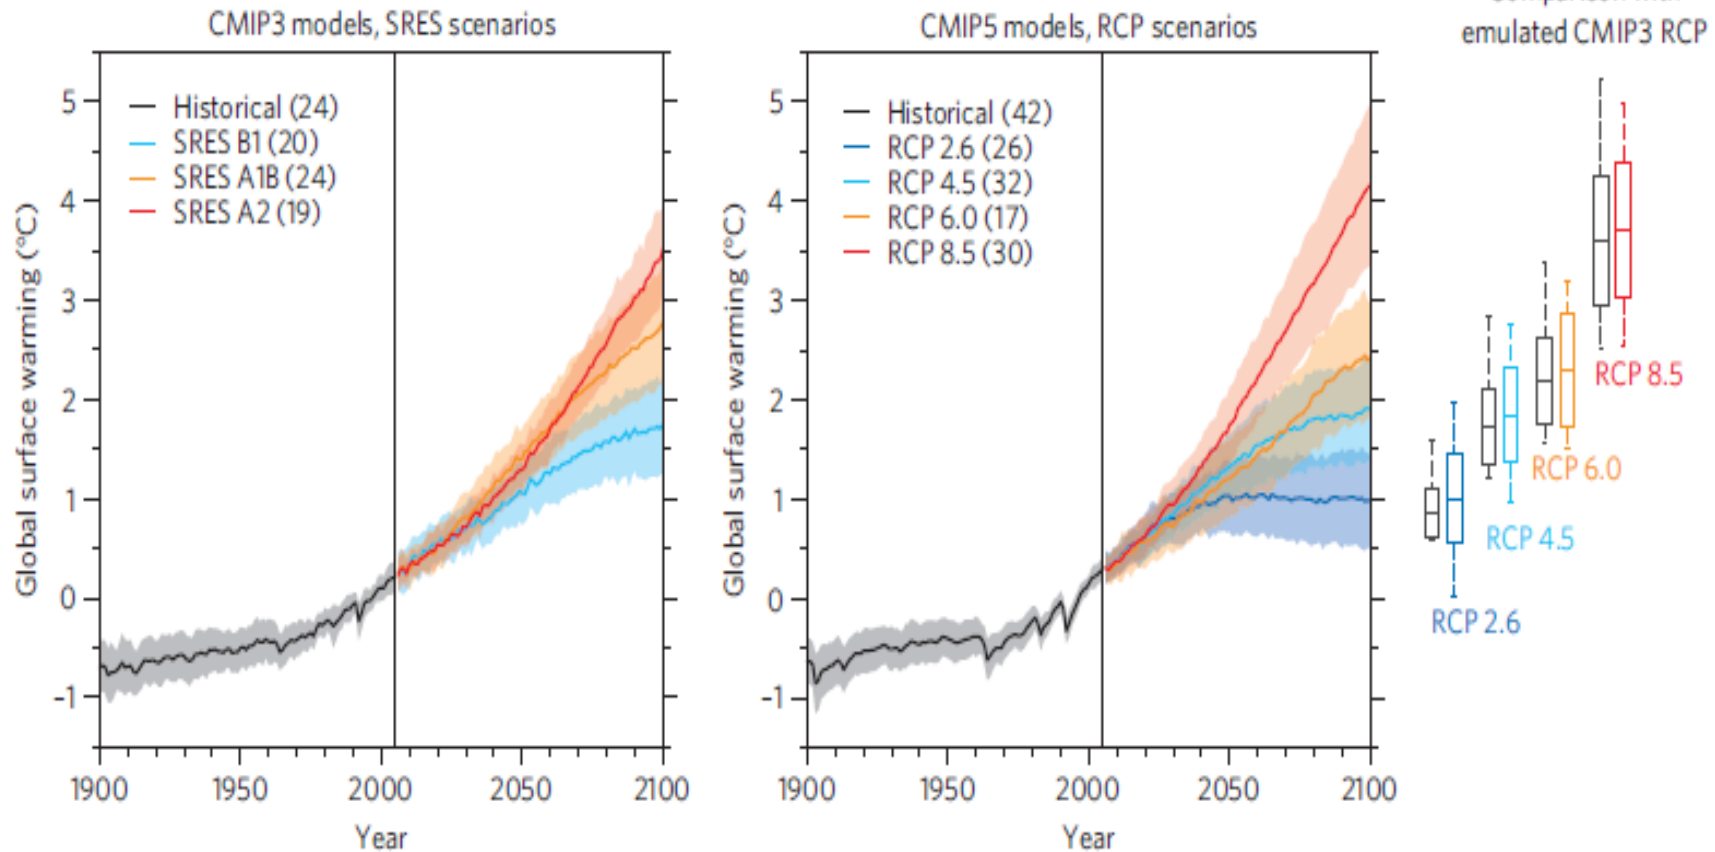 CMIP3 models, SRES scenarios
Global surface warming (°C)
5
4
3
2
1
0
-1
Historical (24)
SRES B1 (20)
SRES A1B (24)
SRES A2 (19)
1900 1950 2000 2050 2100
Year
CMIP5 models, RCP scenarios
Global surface warming (°C)
5
4
3
2
1
0
-1
Historical (42)
RCP 2.6 (26)
RCP 4.5 (32)
RCP 6.0 (17)
RCP 8.5 (30)
1900 1950 2000 2050 2100
Year
emulated CMIP3 RCP
RCP 8.5
RCP 6.0
RCP 4.5
RCP 2.6